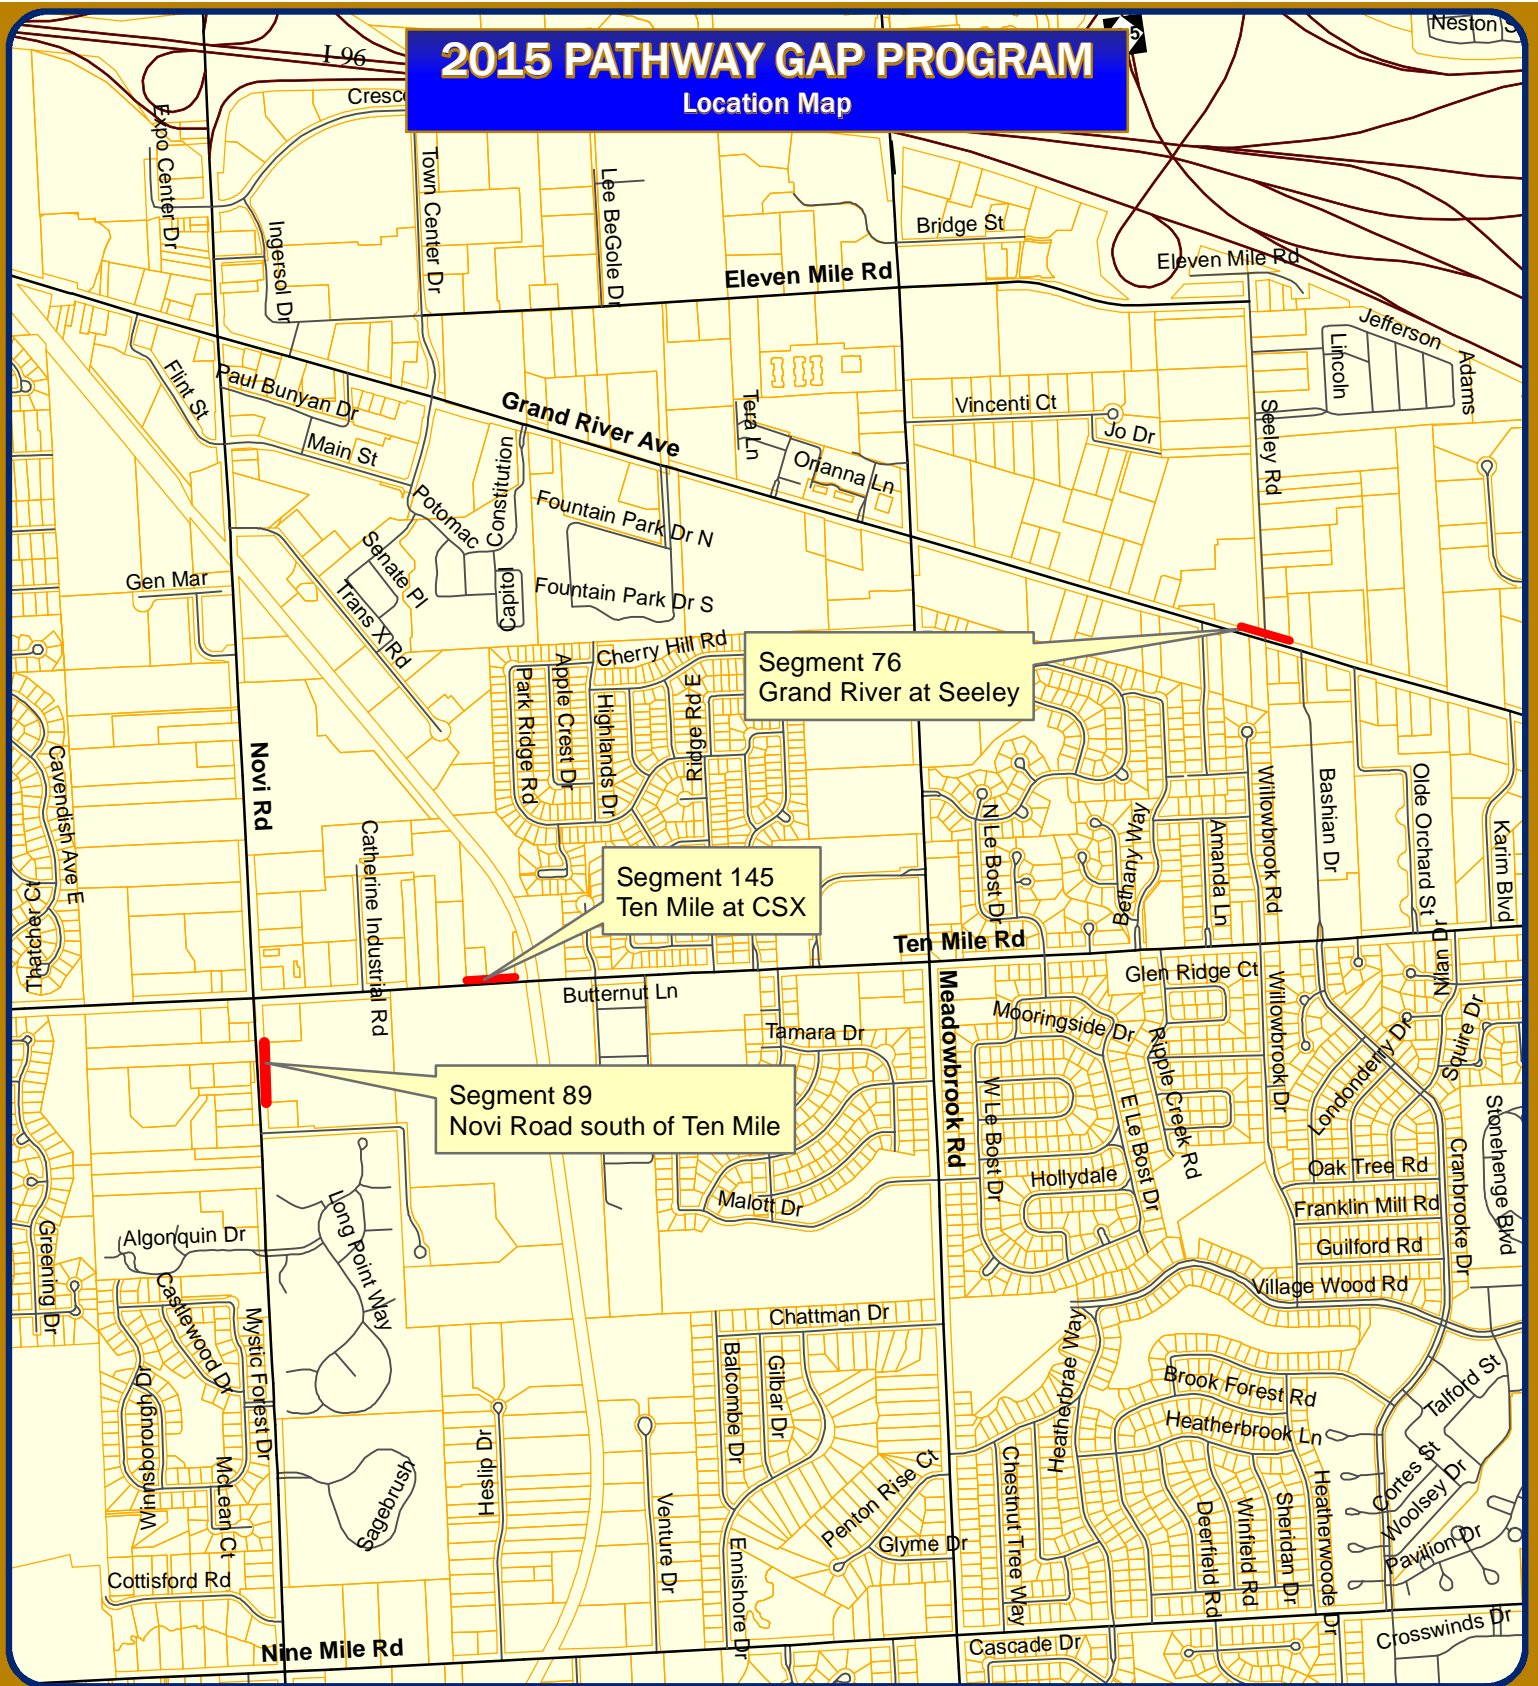 2015 PATHWAY GAP PROGRAM
Location Map
I-96
5
Neston S
Cresc
Expo Center Dr
Town Center Dr
Lee BeGole Dr
Ingersol Dr
Bridge St
Eleven Mile Rd
Eleven Mile Rd
Jefferson
Lincoln
Adams
Flint St
Paul Bunyan Dr
Main St
Grand River Ave
Tera Ln
Vincenti Ct
Jo Dr
Seeley Rd
Orianna Ln
Constitution
Potomac
Fountain Park Dr N
Senate Pl
Gen Mar
Trans X Rd
Capitol
Fountain Park Dr S
Cherry Hill Rd
Segment 76
Grand River at Seeley
Park Ridge Rd
Apple Crest Dr
Highlands Dr
Ridge Rd E
Novi Rd
Cavendish Ave E
Catherine Industrial Rd
Thatcher Ct
Segment 145
Ten Mile at CSX
N Le Bost Dr
Bethany Way
Amanda Ln
Willowbrook Rd
Bashian Dr
Olde Orchard St
Karim Blvd
Ten Mile Rd
Butternut Ln
Glen Ridge Ct
Nilan Dr
Meadowbrook Rd
Mooringside Dr
Willowbrook Dr
Tamara Dr
Ripple Creek Rd
Londonderry Dr
Squire Dr
Segment 89
Novi Road south of Ten Mile
W Le Bost Dr
E Le Bost Dr
Stonehenge Blvd
Cranbrooke Dr
Oak Tree Rd
Hollydale
Malott Dr
Franklin Mill Rd
Long Point Way
Algonquin Dr
Greening Dr
Guilford Rd
Village Wood Rd
Castlewood Dr
Mystic Forest Dr
Chattman Dr
Heatherbrae Way
Balcombe Dr
Gilbar Dr
Brook Forest Rd
Talford St
Winsborough Dr
Heatherbrook Ln
Heslip Dr
McLean Ct
Sagebrush
Penton Rise Ct
Chestnut Tree Way
Cortes St
Woolsey Dr
Venture Dr
Deerfield Rd
Winfield Rd
Sheridan Dr
Heatherwoode Dr
Glyme Dr
Pavilion Dr
Ennishore Dr
Cottisford Rd
Nine Mile Rd
Cascade Dr
Crosswinds Dr